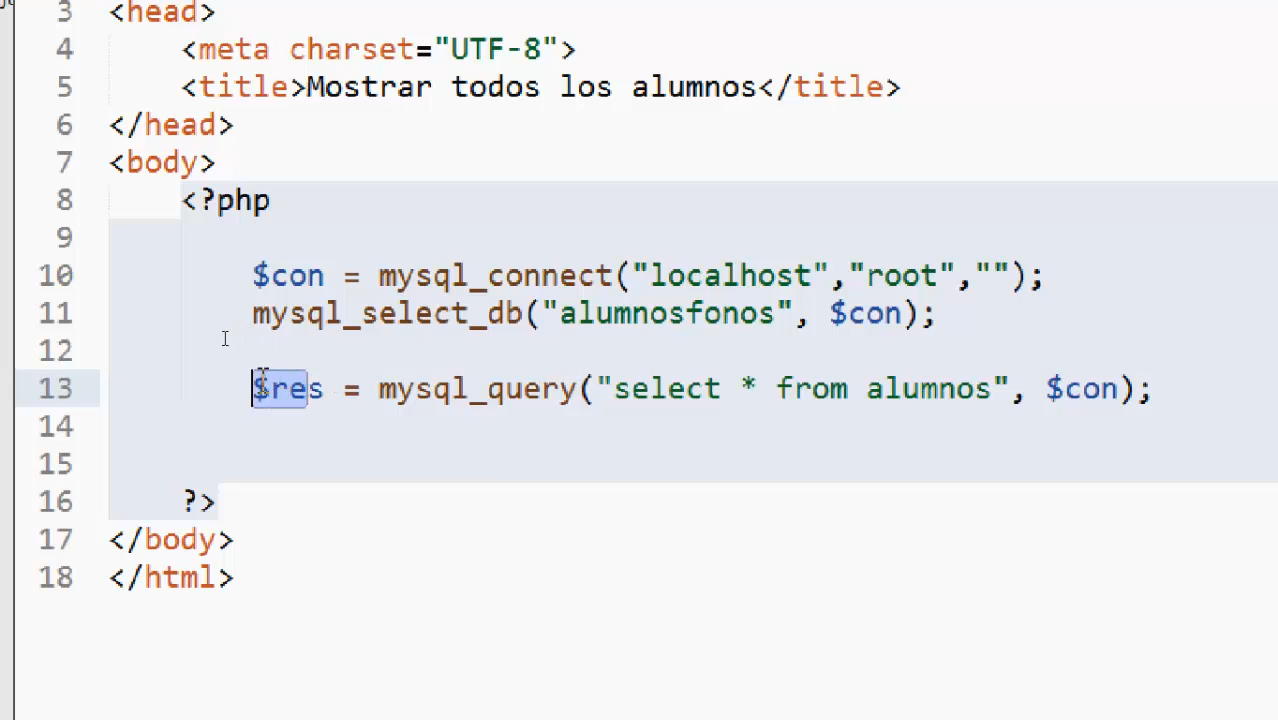 3 <head>
4 <meta charset="UTF-8">
5 <title>Mostrar todos los alumnos</title>
6 </head>
7 <body>
8 <?php
9
10 $con = mysql_connect("localhost","root","");
11 mysql_select_db("alumnosfonos", $con);
12
13 $res = mysql_query("select * from alumnos", $con);
14
15
16 ?>
17 </body>
18 </html>